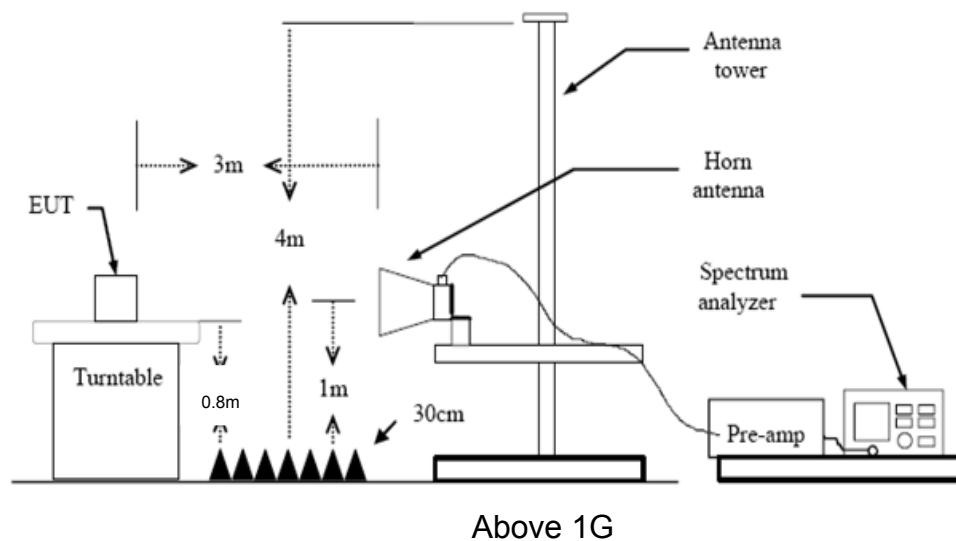 Antenna
tower
3m
Horn
antenna
EUT
4m
Spectrum
analyzer
Turntable
0.8m
1m
30cm
Pre-amp
Above 1G